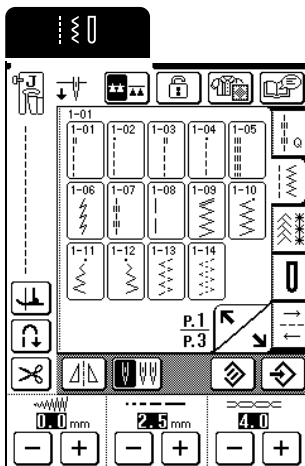 J
1-01
1-01 1-02 1-03 1-04 1-05
Q
1-06 1-07 1-08 1-09 1-10
1-11 1-12 1-13 1-14
P.1
P.3
0.0 mm 2.5 mm 4.0
− + − + − +